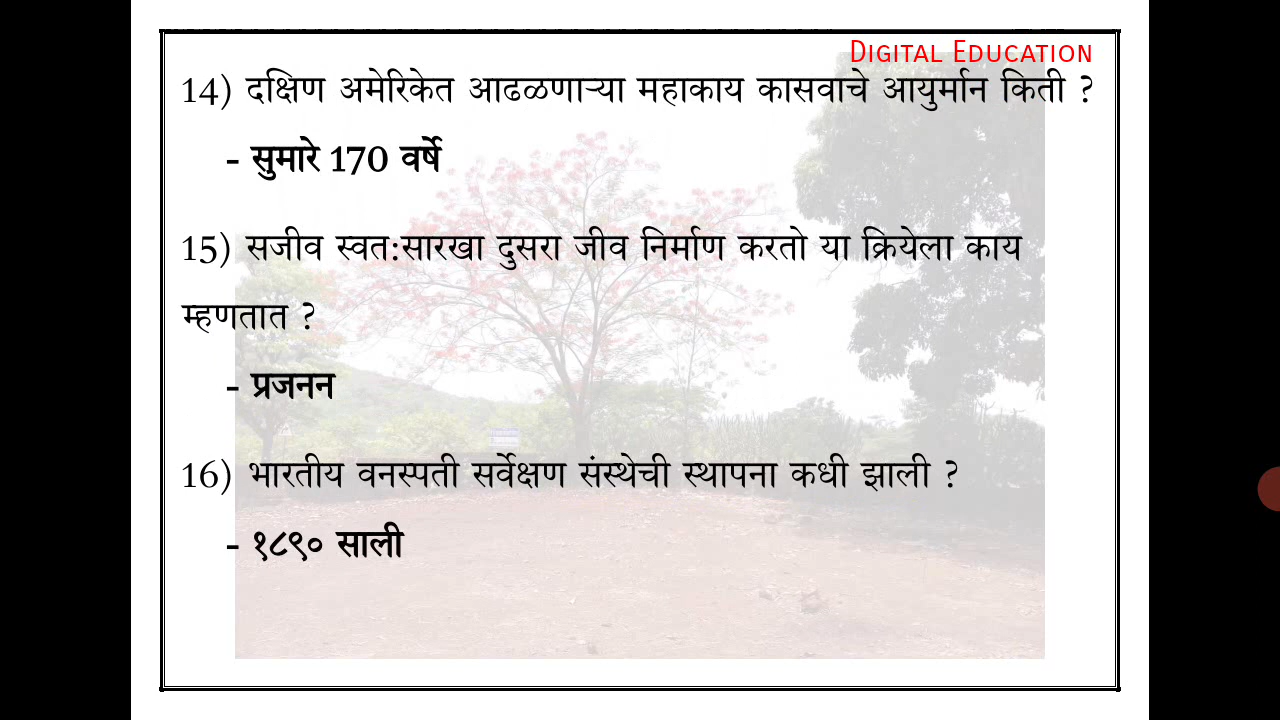 DIGITAL EDUCATION
14) दक्षिण अमेरिकेत आढळणाऱ्या महाकाय कासवाचे आयुर्मान किती ?
- सुमारे 170 वर्षे
15) सजीव स्वत:सारखा दुसरा जीव निर्माण करतो या क्रियेला काय
म्हणतात ?
- प्रजनन
16) भारतीय वनस्पती सर्वेक्षण संस्थेची स्थापना कधी झाली ?
- १८९० साली